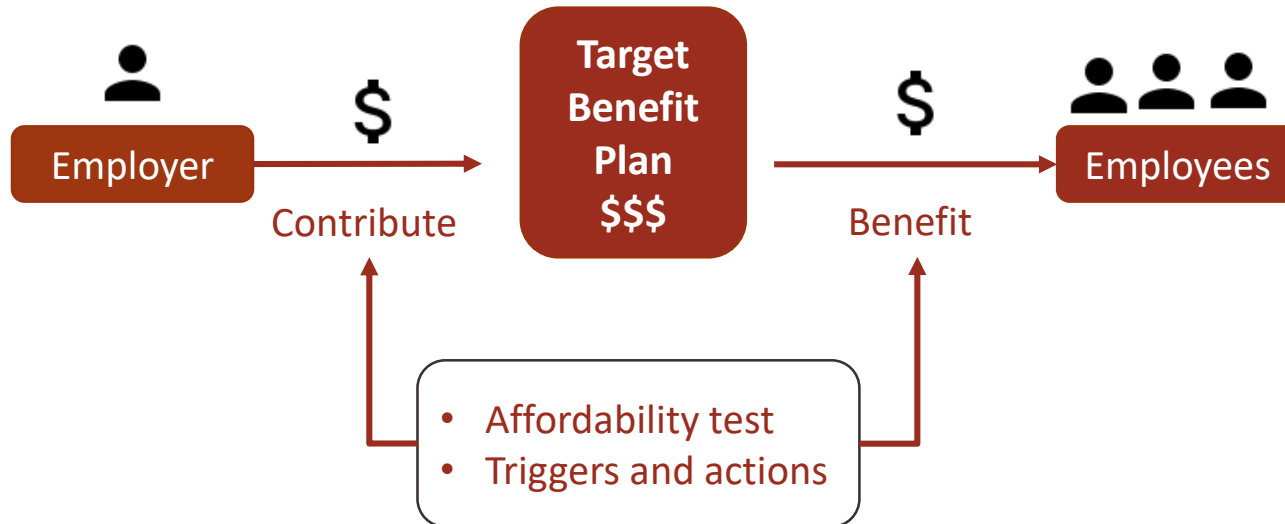 Target
Benefit
Plan
$$$
Employer
$
Contribute
$
Benefit
Employees
• Affordability test
• Triggers and actions